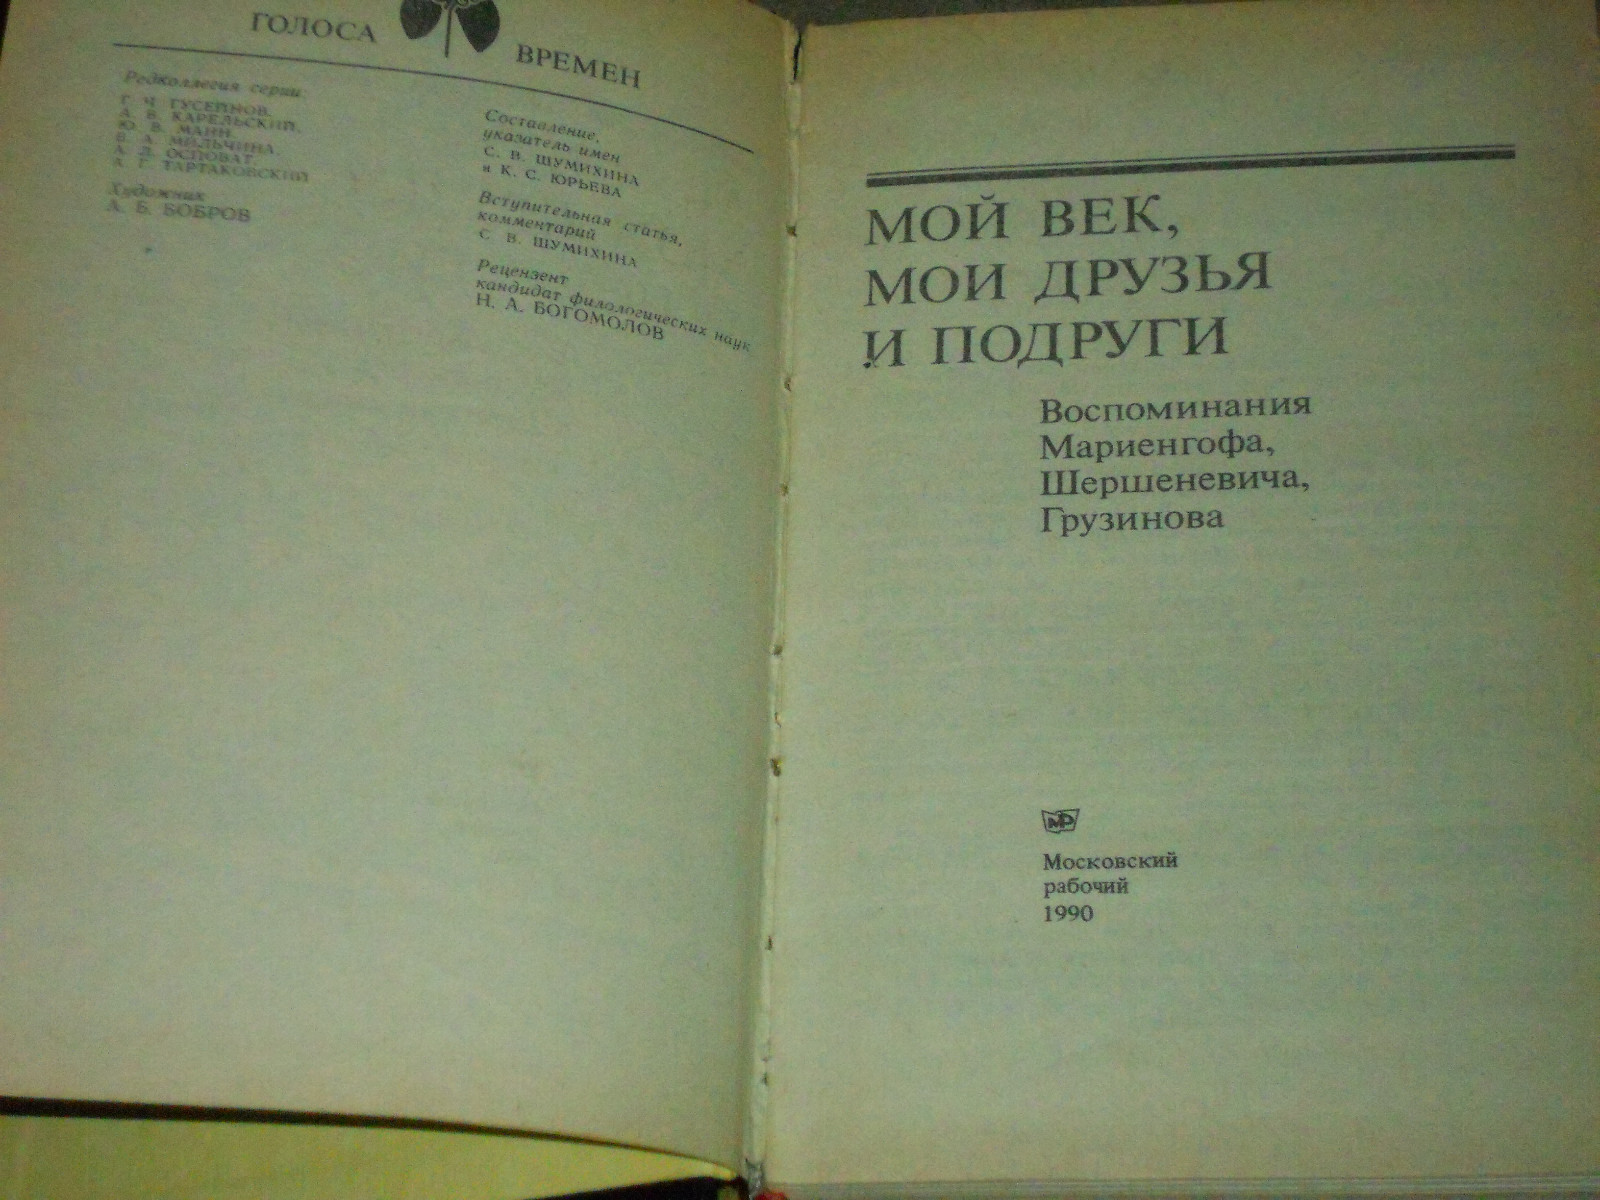 ГОЛОСА ВРЕМЕН
Редколлегия серии
Г. Ч. ГУСЕЙНОВ,
А. В. КАРЕЛЬСКИЙ,
Ю. В. МАНН,
В. А. МИЛЬЧИНА,
А. Л. ОСПОВАТ,
А. Г. ТАРТАКОВСКИЙ
Художник
А. Б. БОБРОВ
Составление,
указатель имен
С. В. ШУМИХИНА
и К. С. ЮРЬЕВА
Вступительная статья,
комментарий
С. В. ШУМИХИНА
Рецензент
кандидат филологических наук
Н. А. БОГОМОЛОВ
МОЙ ВЕК,
МОИ ДРУЗЬЯ
И ПОДРУГИ
Воспоминания
Мариенгофа,
Шершеневича,
Грузинова
МР
Московский
рабочий
1990